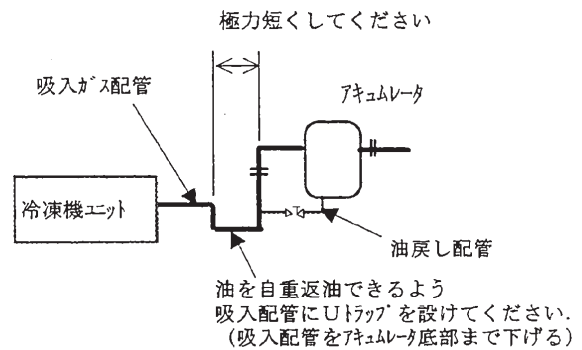 極力短くしてください
吸入ｶﾞｽ配管
ｱｷｭﾑﾚｰﾀ
冷凍機ﾕﾆｯﾄ
油戻し配管
油を自重返油できるよう
吸入配管にUﾄﾗｯﾌﾟを設けてください.
(吸入配管をｱｷｭﾑﾚｰﾀ底部まで下げる)